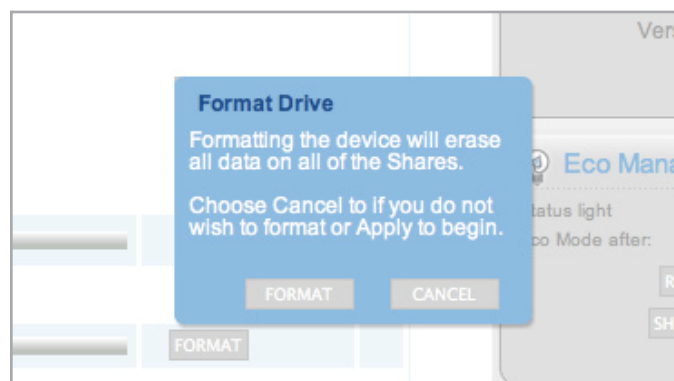 Vers
Format Drive
Formatting the device will erase
all data on all of the Shares.
Choose Cancel to if you do not
wish to format or Apply to begin.
FORMAT
CANCEL
Eco Mana
tatus light
co Mode after:
R
SH
FORMAT